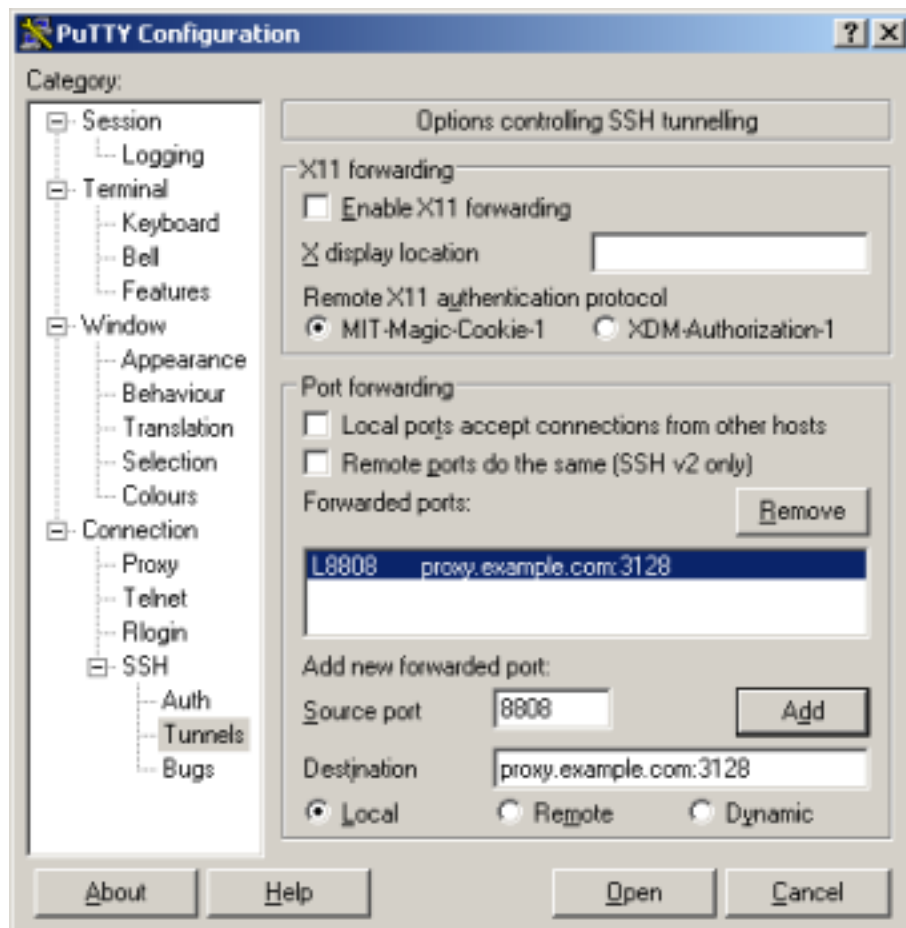 PuTTY Configuration
? X
Category:
Session
Logging
Terminal
Keyboard
Bell
Features
Window
Appearance
Behaviour
Translation
Selection
Colours
Connection
Proxy
Telnet
Rlogin
SSH
Auth
Tunnels
Bugs
Options controlling SSH tunnelling
X11 forwarding
Enable X11 forwarding
X display location
Remote X11 authentication protocol
MIT-Magic-Cookie-1 XDM-Authorization-1
Port forwarding
Local ports accept connections from other hosts
Remote ports do the same (SSH v2 only)
Forwarded ports: Remove
L8808 proxy.example.com:3128
Add new forwarded port:
Source port 8808 Add
Destination proxy.example.com:3128
Local Remote Dynamic
About Help Open Cancel